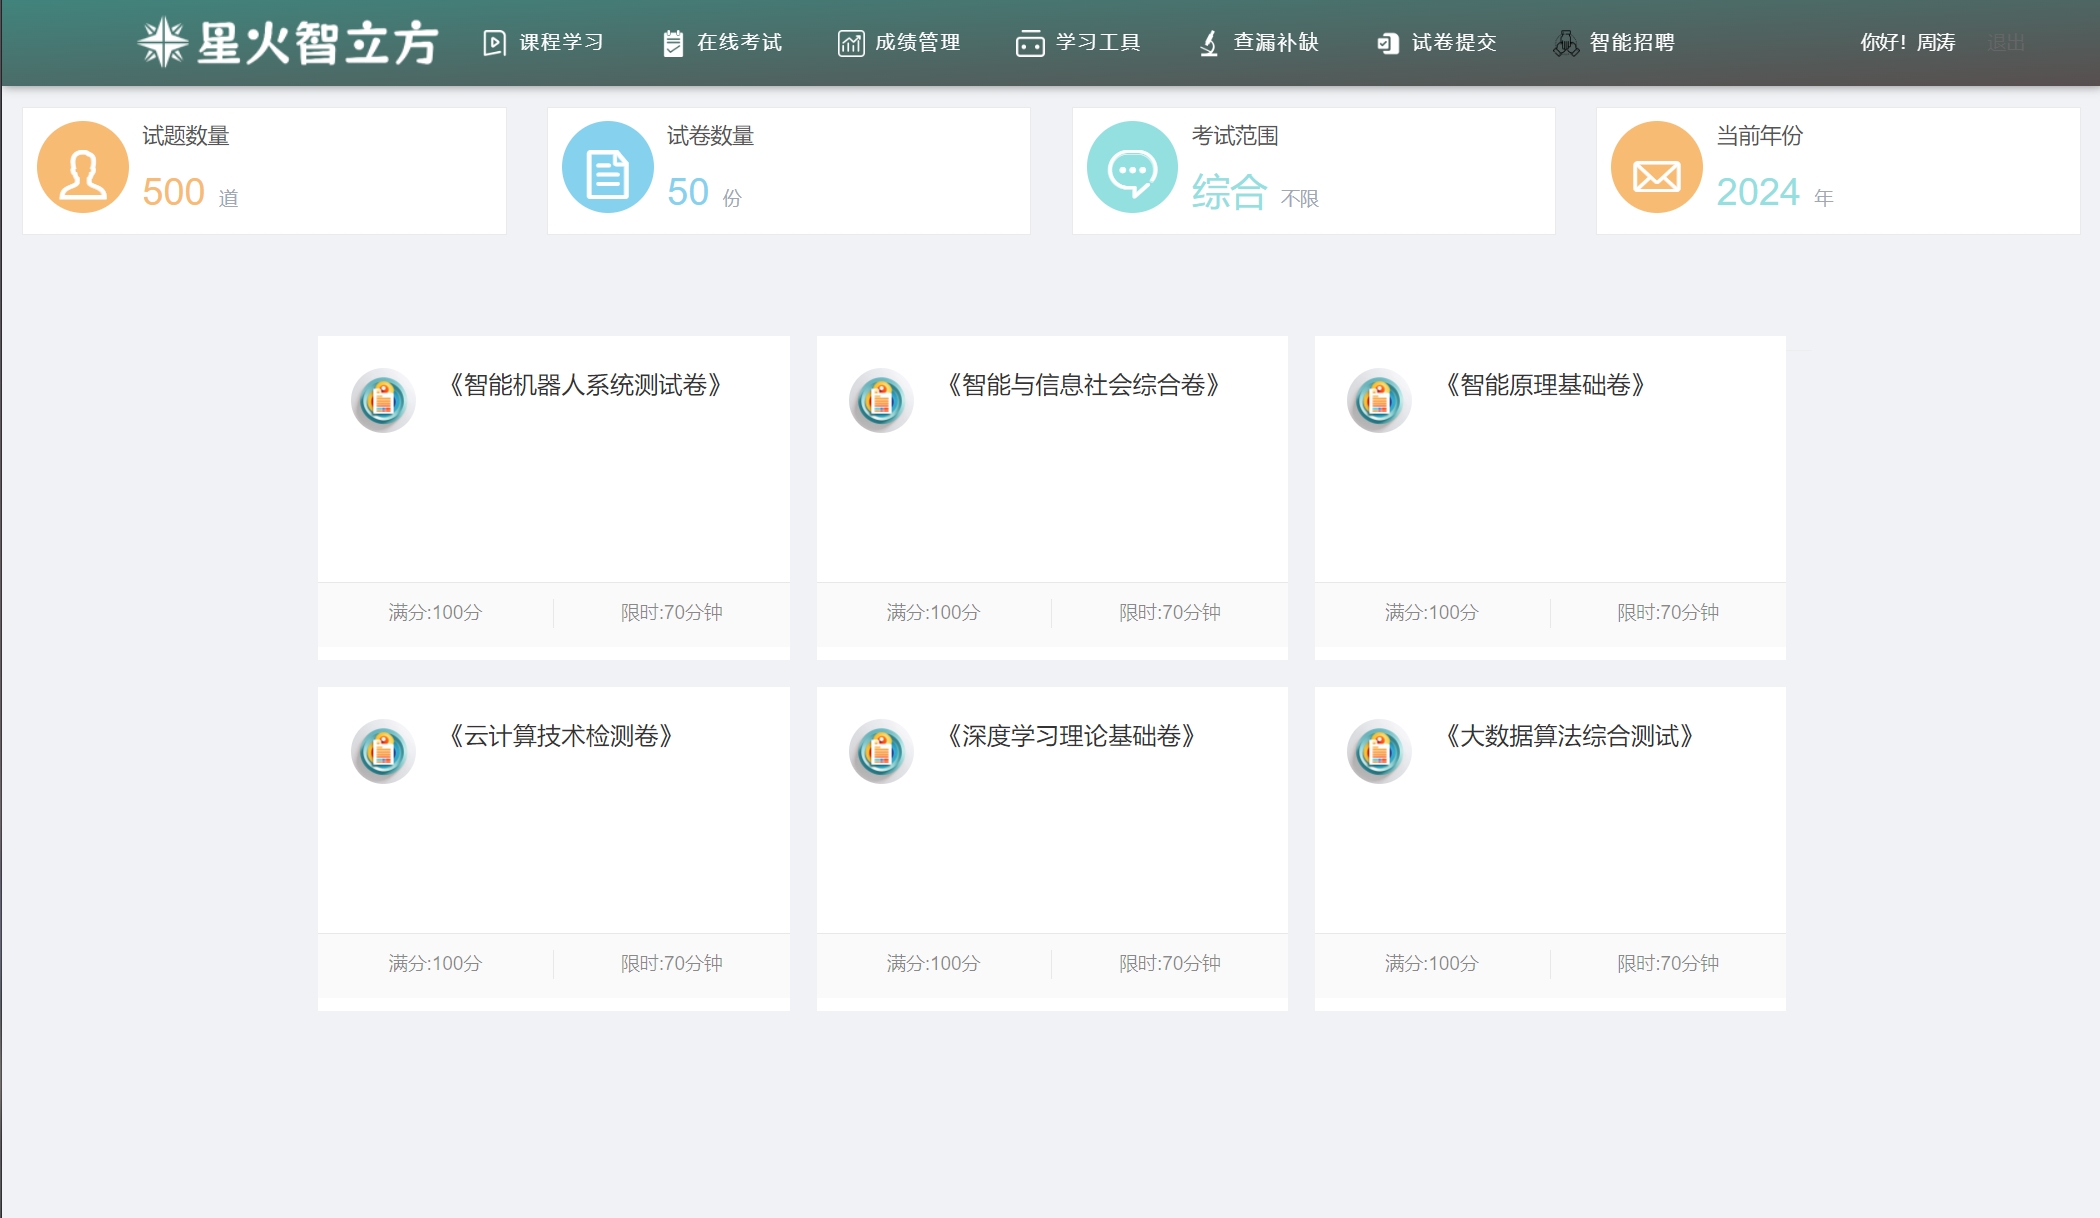 星火智立方 课程学习 在线考试 成绩管理 学习工具 查漏补缺 试卷提交 智能招聘 你好！周涛 退出
试题数量 试卷数量 考试范围 当前年份
500 道 50 份 综合 不限 2024 年
《智能机器人系统测试卷》 《智能与信息社会综合卷》 《智能原理基础卷》
满分:100分 限时:70分钟 满分:100分 限时:70分钟 满分:100分 限时:70分钟
《云计算技术检测卷》 《深度学习理论基础卷》 《大数据算法综合测试》
满分:100分 限时:70分钟 满分:100分 限时:70分钟 满分:100分 限时:70分钟